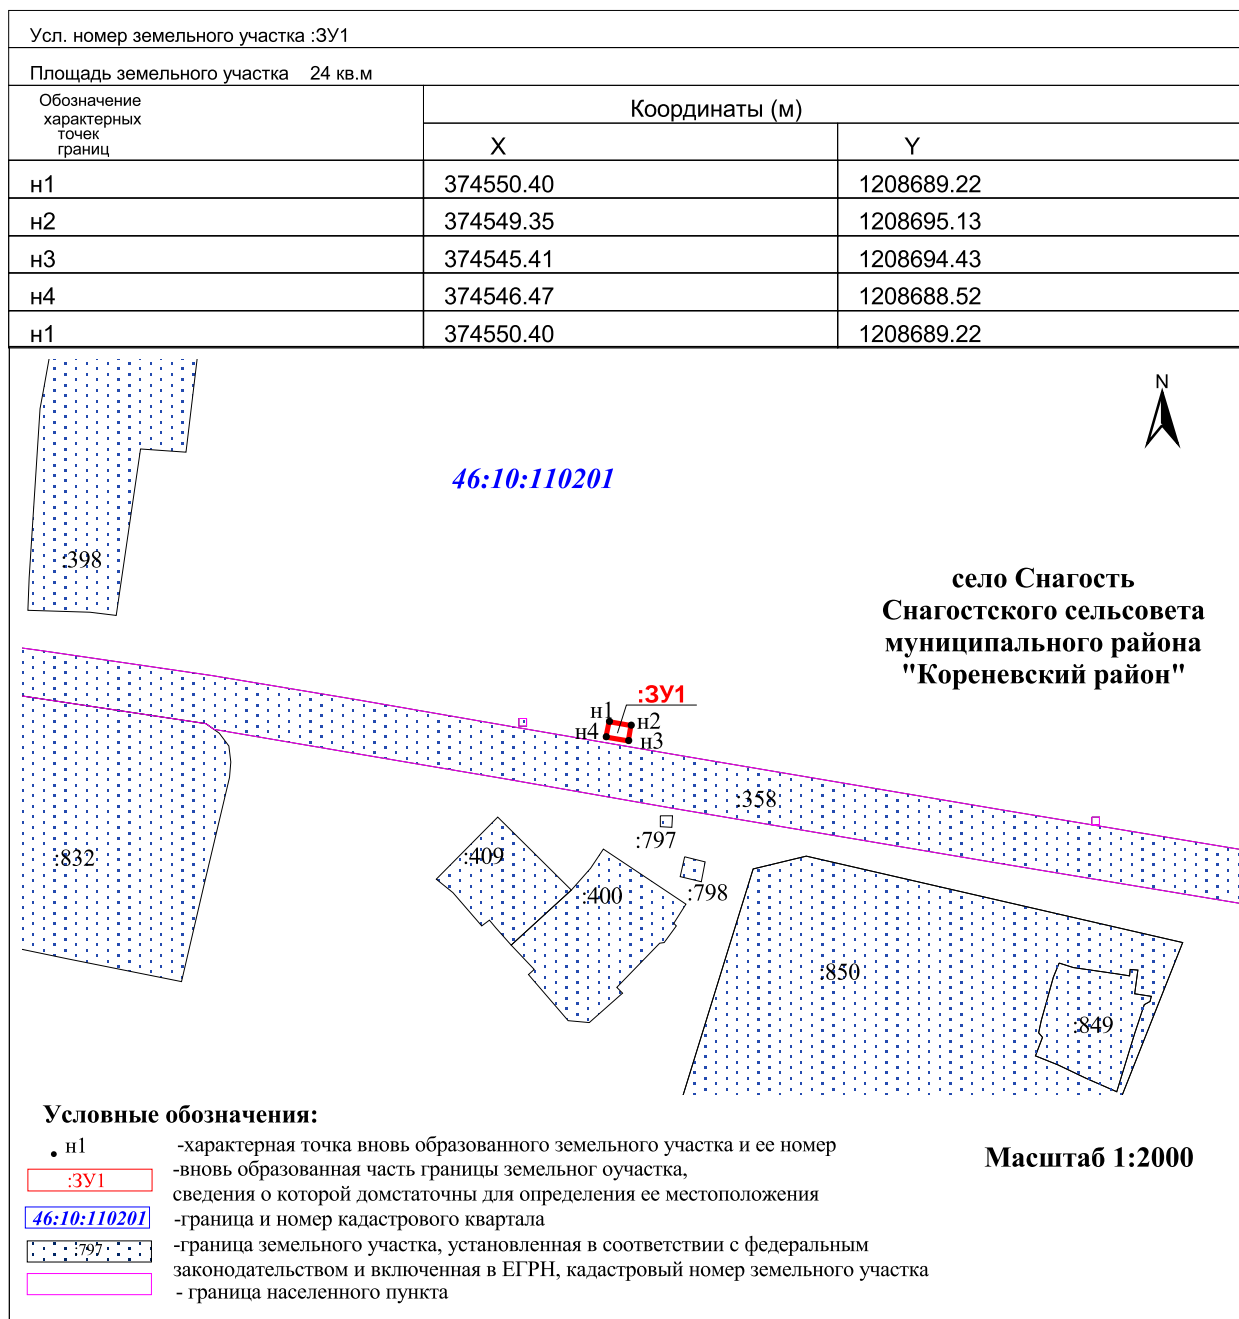 Усл. номер земельного участка :ЗУ1
Площадь земельного участка 24 кв.м
Обозначение
характерных
точек
границ
Координаты (м)
X Y
н1 374550.40 1208689.22
н2 374549.35 1208695.13
н3 374545.41 1208694.43
н4 374546.47 1208688.52
н1 374550.40 1208689.22
N
46:10:110201
:398
село Снагость
Снагостского сельсовета
муниципального района
"Кореневский район"
:ЗУ1
н1
н2
н4
н3
:358
:797
:832
:409
:400
:798
:850
:849
Условные обозначения:
н1 -характерная точка вновь образованного земельного участка и ее номер
Масштаб 1:2000
:ЗУ1 -вновь образованная часть границы земельног оучастка,
сведения о которой домстаточны для определения ее местоположения
46:10:110201 -граница и номер кадастрового квартала
:797 -граница земельного участка, установленная в соответствии с федеральным
законодательством и включенная в ЕГРН, кадастровый номер земельного участка
- граница населенного пункта